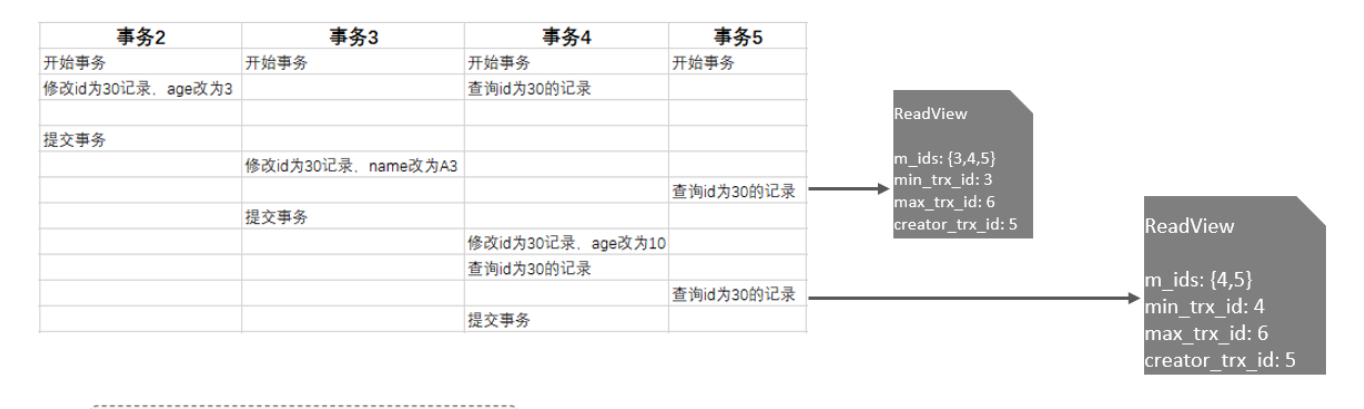 事务2 事务3 事务4 事务5
开始事务 开始事务 开始事务 开始事务
修改id为30记录，age改为3 查询id为30的记录
提交事务
修改id为30记录，name改为A3
查询id为30的记录
提交事务
修改id为30记录，age改为10
查询id为30的记录
查询id为30的记录
提交事务
ReadView
m_ids: {3,4,5}
min_trx_id: 3
max_trx_id: 6
creator_trx_id: 5
ReadView
m_ids: {4,5}
min_trx_id: 4
max_trx_id: 6
creator_trx_id: 5